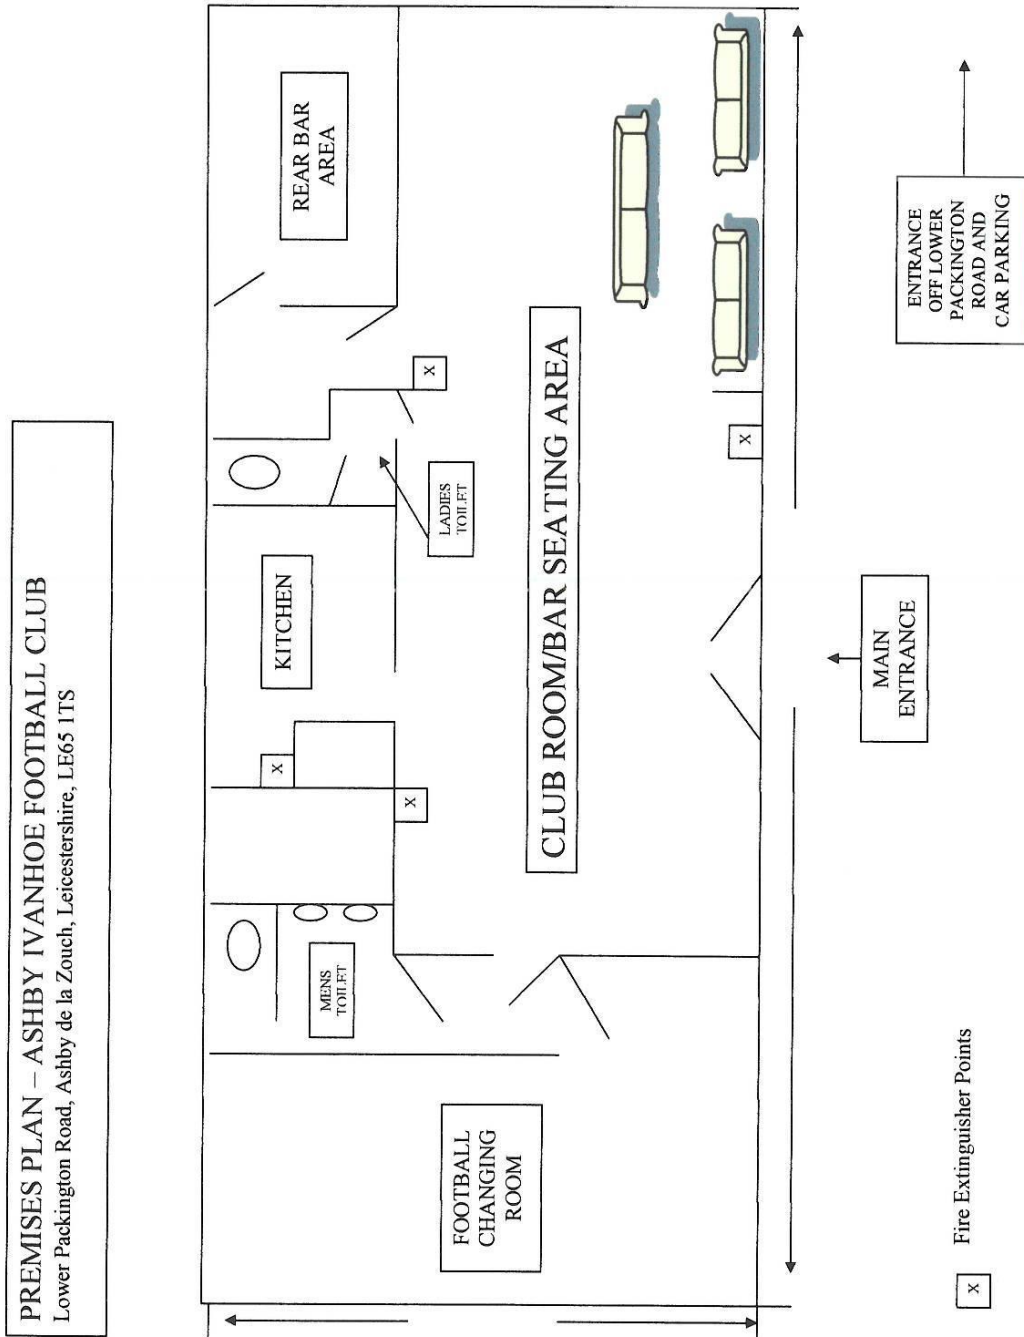 PREMISES PLAN – ASHBY IVANHOE FOOTBALL CLUB
Lower Packington Road, Ashby de la Zouch, Leicestershire, LE65 1TS
MENS
TOILET
X
X
KITCHEN
LADIES
TOILET
X
REAR BAR
AREA
FOOTBALL
CHANGING
ROOM
CLUB ROOM/BAR SEATING AREA
X
MAIN
ENTRANCE
ENTRANCE
OFF LOWER
PACKINGTON
ROAD AND
CAR PARKING
X
Fire Extinguisher Points